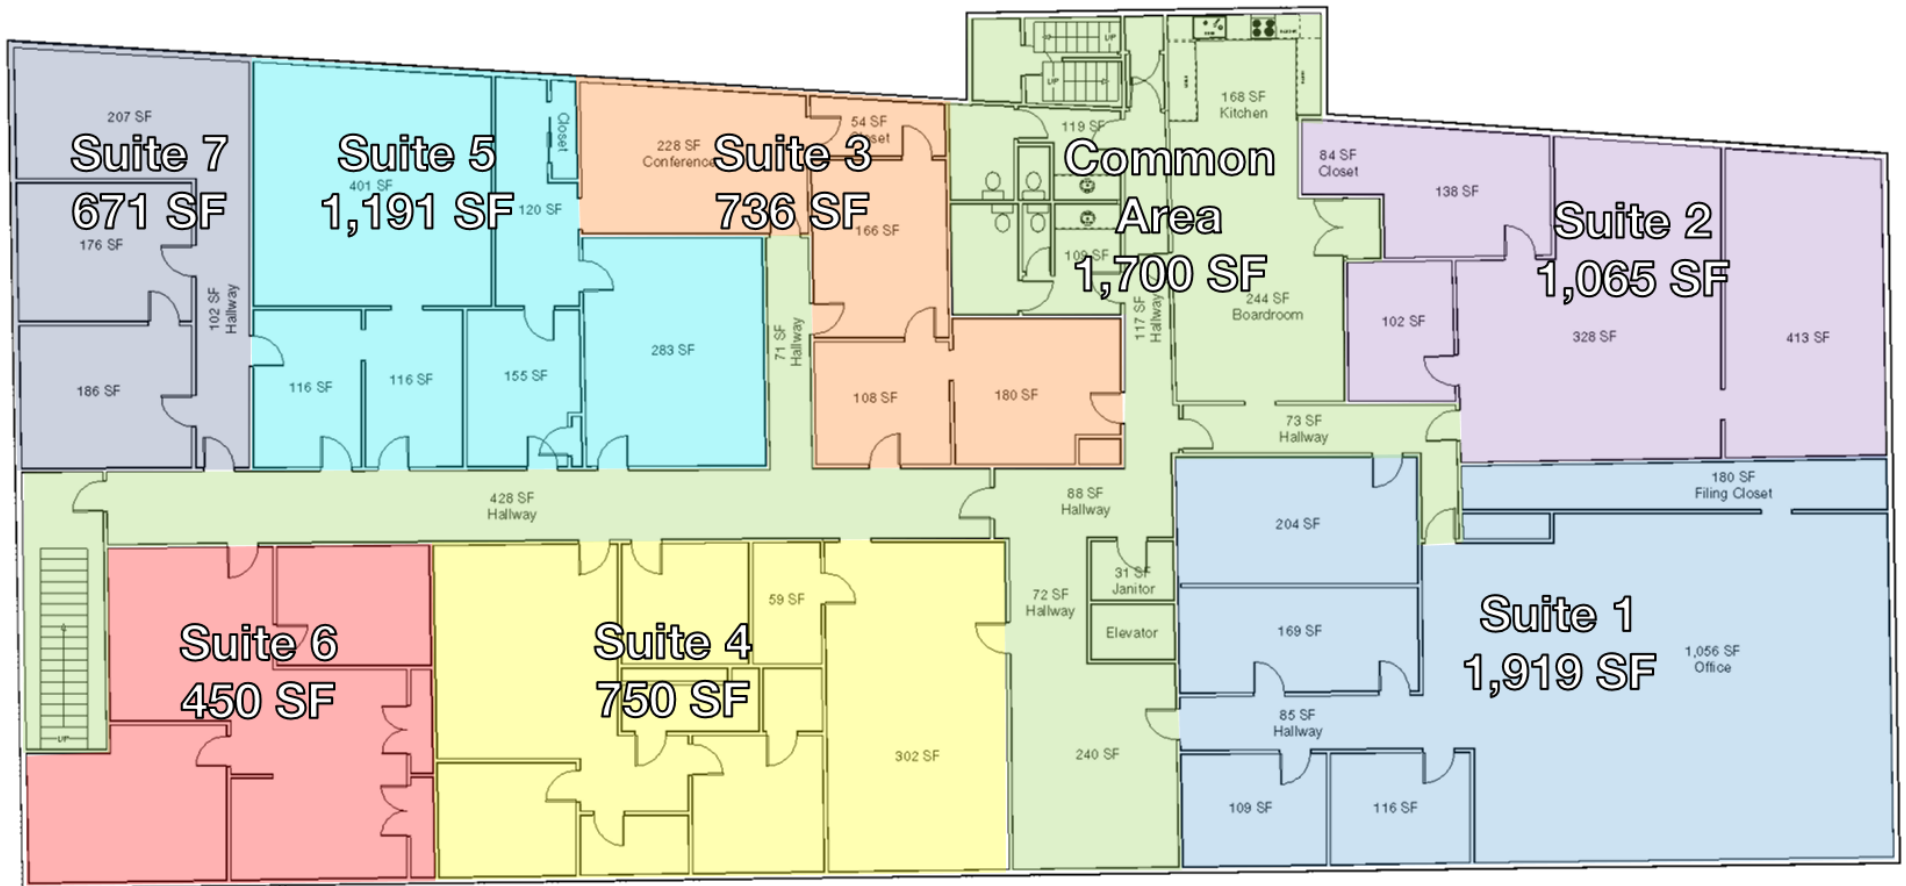 207 SF
Suite 7
671 SF
176 SF
102 SF
Hallway
186 SF
Suite 5
401 SF
1,191 SF
120 SF
Closet
116 SF
116 SF
155 SF
283 SF
228 SF
Conference
54 SF
Closet
Suite 3
736 SF
166 SF
71 SF
Hallway
108 SF
180 SF
UP
UP
119 SF
Common
Area
1,700 SF
109 SF
117 SF
Hallway
168 SF
Kitchen
244 SF
Boardroom
84 SF
Closet
138 SF
Suite 2
1,065 SF
102 SF
328 SF
413 SF
73 SF
Hallway
428 SF
Hallway
88 SF
Hallway
180 SF
Filing Closet
204 SF
UP
Suite 6
450 SF
Suite 4
750 SF
59 SF
302 SF
31 SF
Janitor
72 SF
Hallway
Elevator
240 SF
169 SF
Suite 1
1,919 SF
1,056 SF
Office
85 SF
Hallway
109 SF
116 SF